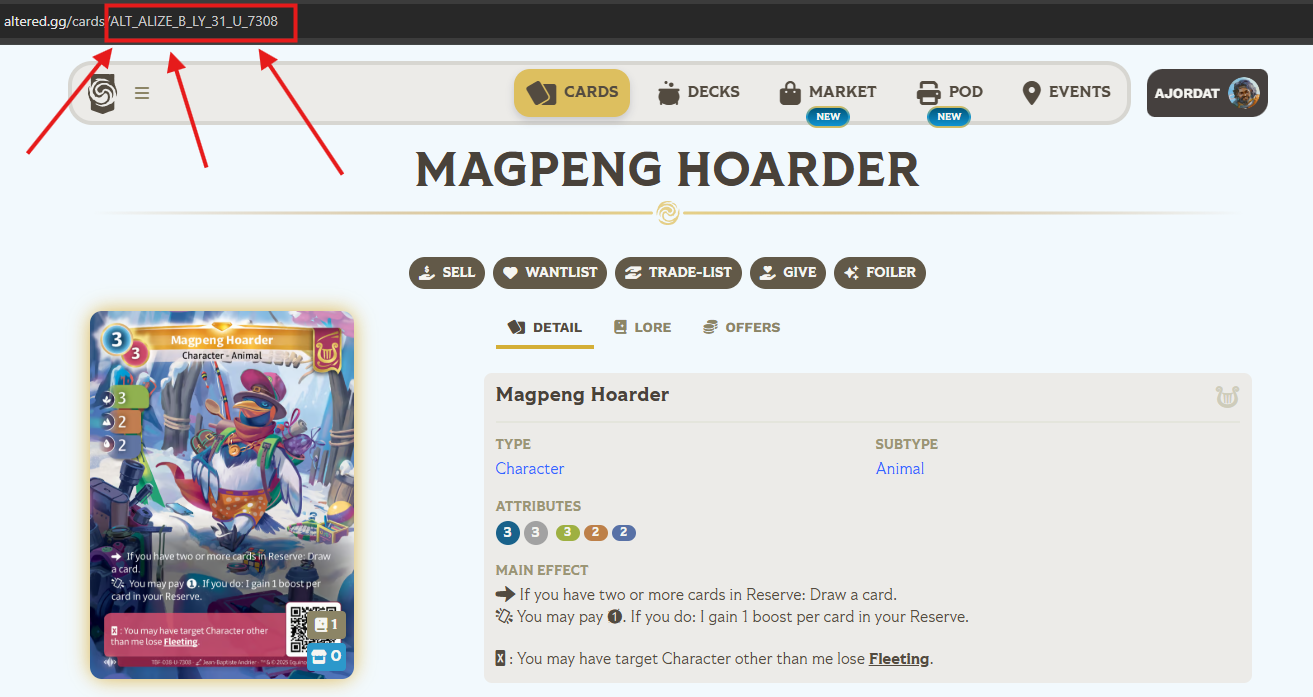 altered.gg/cards/ALT_ALIZE_B_LY_31_U_7308
CARDS
DECKS
MARKET
NEW
POD
NEW
EVENTS
AJORDAT
MAGPENG HOARDER
SELL
WANTLIST
TRADE-LIST
GIVE
FOILER
DETAIL
LORE
OFFERS
3
3
Magpeng Hoarder
Character - Animal
3
2
2
If you have two or more cards in Reserve: Draw
a card.
You may pay 1. If you do: I gain 1 boost per
card in your Reserve.
X : You may have target Character other
than me lose Fleeting.
1
0
TBF-038-U-7308 - Jean-Baptiste Andrier
Magpeng Hoarder
TYPE
SUBTYPE
Character
Animal
ATTRIBUTES
3 3 3 2 2
MAIN EFFECT
If you have two or more cards in Reserve: Draw a card.
You may pay 1. If you do: I gain 1 boost per card in your Reserve.
X : You may have target Character other than me lose Fleeting.